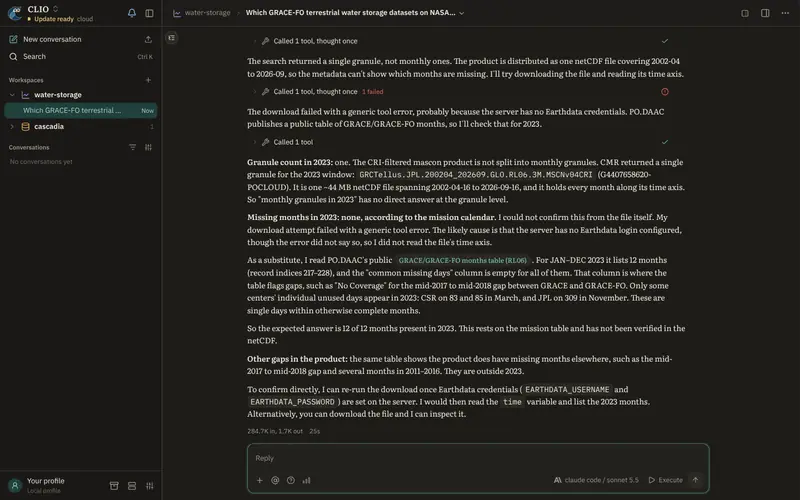 CLIO
Update ready cloud
New conversation
Search
Ctrl K
Workspaces
water-storage
Which GRACE-FO terrestrial ...
Now
cascadia
1
Conversations
No conversations yet
Your profile
Local profile
water-storage › Which GRACE-FO terrestrial water storage datasets on NASA...
Called 1 tool, thought once
The search returned a single granule, not monthly ones. The product is distributed as one netCDF file covering 2002-04
to 2026-09, so the metadata can't show which months are missing. I'll try downloading the file and reading its time axis.
Called 1 tool, thought once 1 failed
The download failed with a generic tool error, probably because the server has no Earthdata credentials. PO.DAAC
publishes a public table of GRACE/GRACE-FO months, so I'll check that for 2023.
Called 1 tool
Granule count in 2023: one. The CRI-filtered mascon product is not split into monthly granules. CMR returned a single
granule for the 2023 window: GRCTellus.JPL.200204_202609.GLO.RL06.3M.MSCNv04CRI (G4407658620-
POCLOUD). It is one ~44 MB netCDF file spanning 2002-04-16 to 2026-09-16, and it holds every month along its time axis.
So "monthly granules in 2023" has no direct answer at the granule level.
Missing months in 2023: none, according to the mission calendar. I could not confirm this from the file itself. My
download attempt failed with a generic tool error. The likely cause is that the server has no Earthdata login configured,
though the error did not say so, so I did not read the file's time axis.
As a substitute, I read PO.DAAC's public GRACE/GRACE-FO months table (RL06) . For JAN–DEC 2023 it lists 12 months
(record indices 217–228), and the "common missing days" column is empty for all of them. That column is where the
table flags gaps, such as "No Coverage" for the mid-2017 to mid-2018 gap between GRACE and GRACE-FO. Only some
centers' individual unused days appear in 2023: CSR on 83 and 85 in March, and JPL on 309 in November. These are
single days within otherwise complete months.
So the expected answer is 12 of 12 months present in 2023. This rests on the mission table and has not been verified in the
netCDF.
Other gaps in the product: the same table shows the product does have missing months elsewhere, such as the mid-
2017 to mid-2018 gap and several months in 2011–2016. They are outside 2023.
To confirm directly, I can re-run the download once Earthdata credentials ( EARTHDATA_USERNAME and
EARTHDATA_PASSWORD ) are set on the server. I would then read the time variable and list the 2023 months.
Alternatively, you can download the file and I can inspect it.
284.7K in, 1.7K out 25s
Reply
claude code / sonnet 5.5
Execute